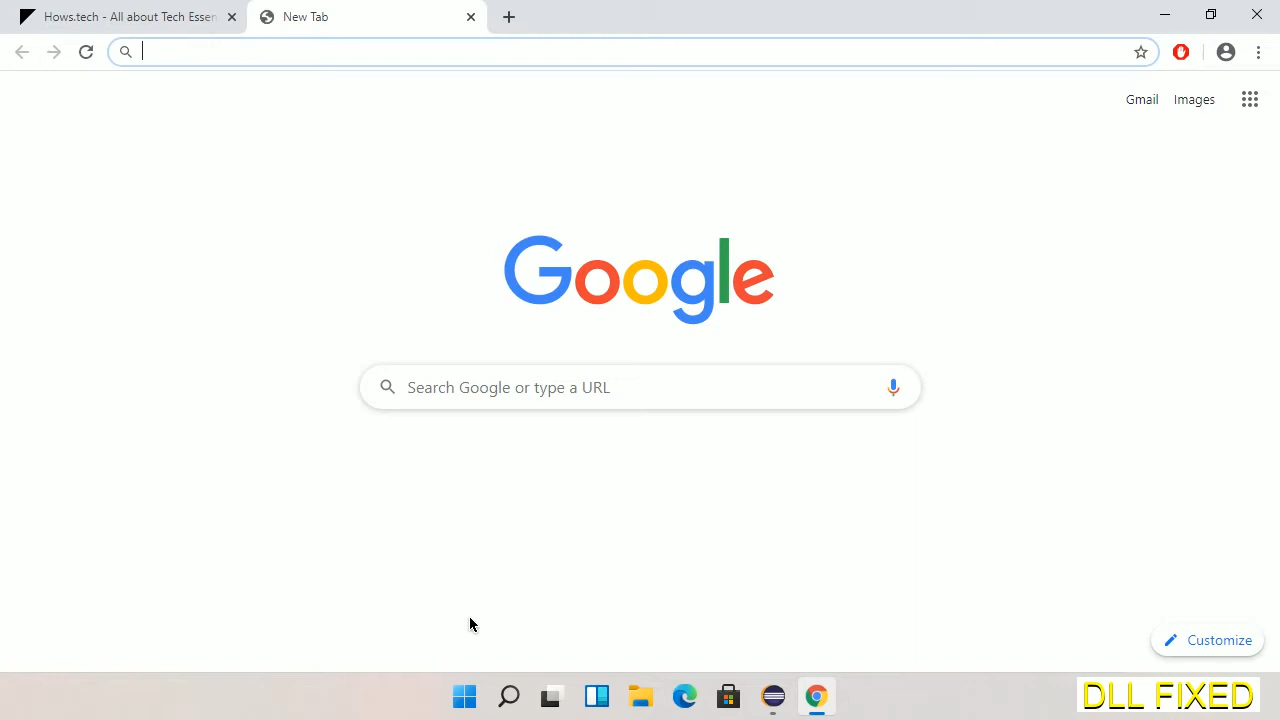 Hows.tech - All about Tech Essen
New Tab
Gmail Images
Google
Search Google or type a URL
Customize
DLL FIXED